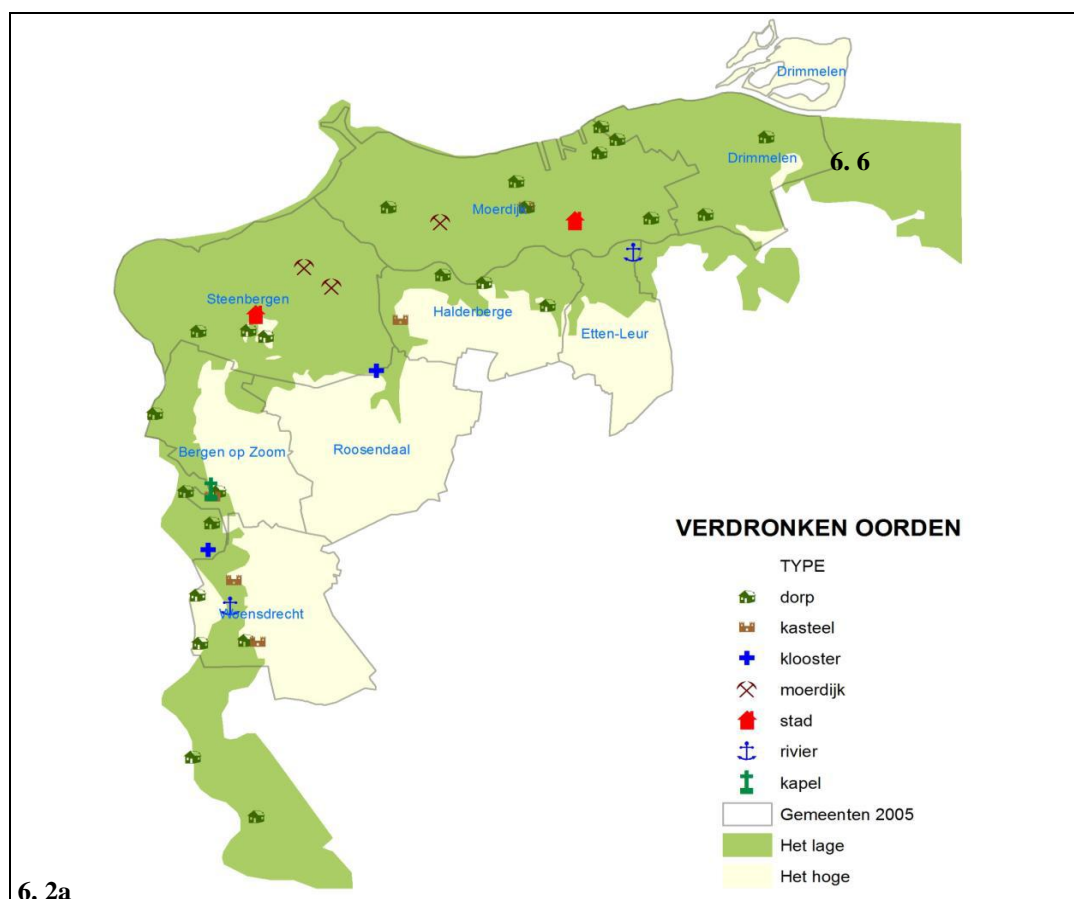 Drimmelen
Drimmelen
6. 6
Moerdijk
Steenbergen
Halderberge
Etten-Leur
Bergen op Zoom
Roosendaal
Woensdrecht
VERDRONKEN OORDEN
TYPE
dorp
kasteel
klooster
moerdijk
stad
rivier
kapel
Gemeenten 2005
Het lage
Het hoge
6. 2a